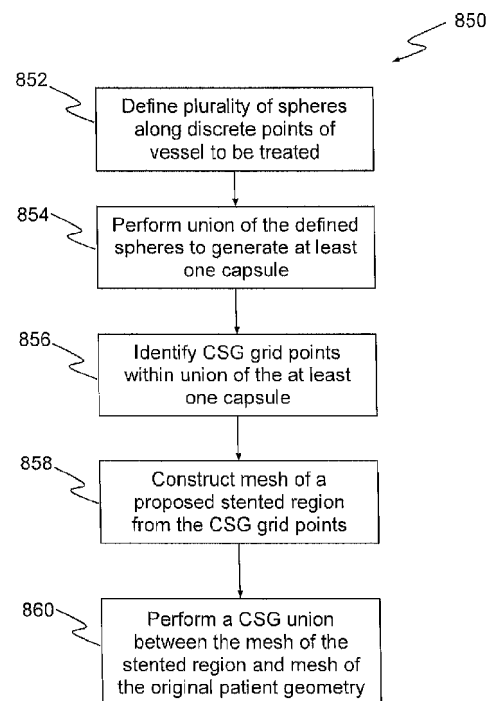 850
852
Define plurality of spheres
along discrete points of
vessel to be treated
854
Perform union of the defined
spheres to generate at least
one capsule
856
Identify CSG grid points
within union of the at least
one capsule
858
Construct mesh of a
proposed stented region
from the CSG grid points
860
Perform a CSG union
between the mesh of the
stented region and mesh of
the original patient geometry